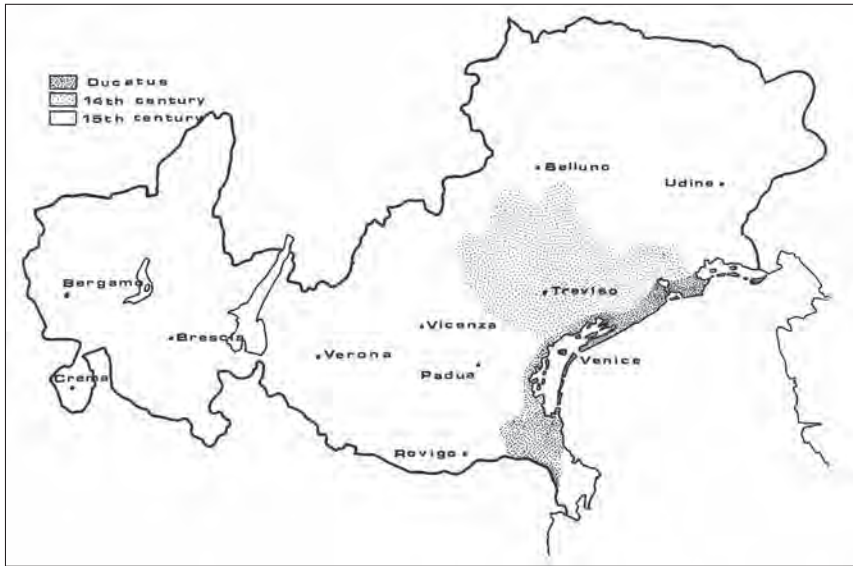 Ducatus
14th century
15th century
Belluno
Udine
Bergamo
Treviso
Brescia
Vicenza
Verona
Venice
Padua
Crema
Rovigo